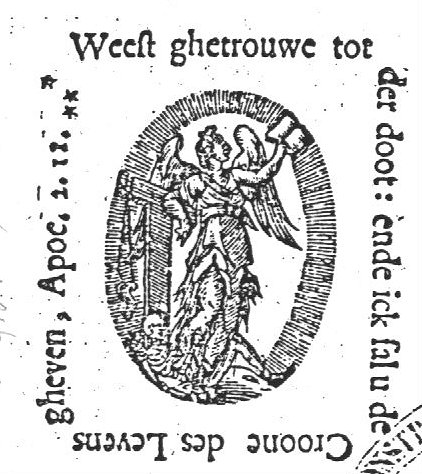 Weeſt ghetrouwe tot
der doot: ende ick ſal u de
Croone des Levens
gheven, Apoc. 2. 11. ***